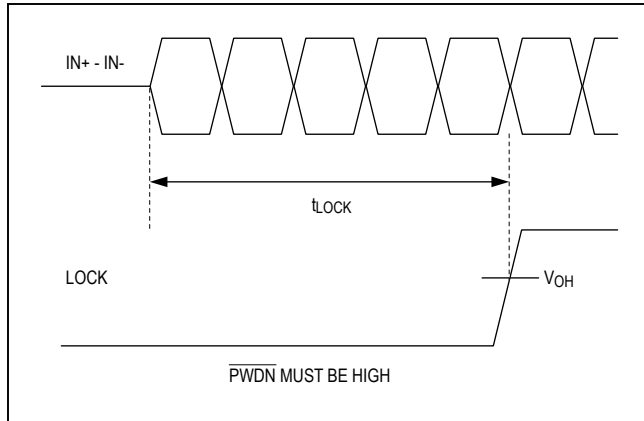 IN+ - IN-
tLOCK
LOCK
VOH
PWDN MUST BE HIGH